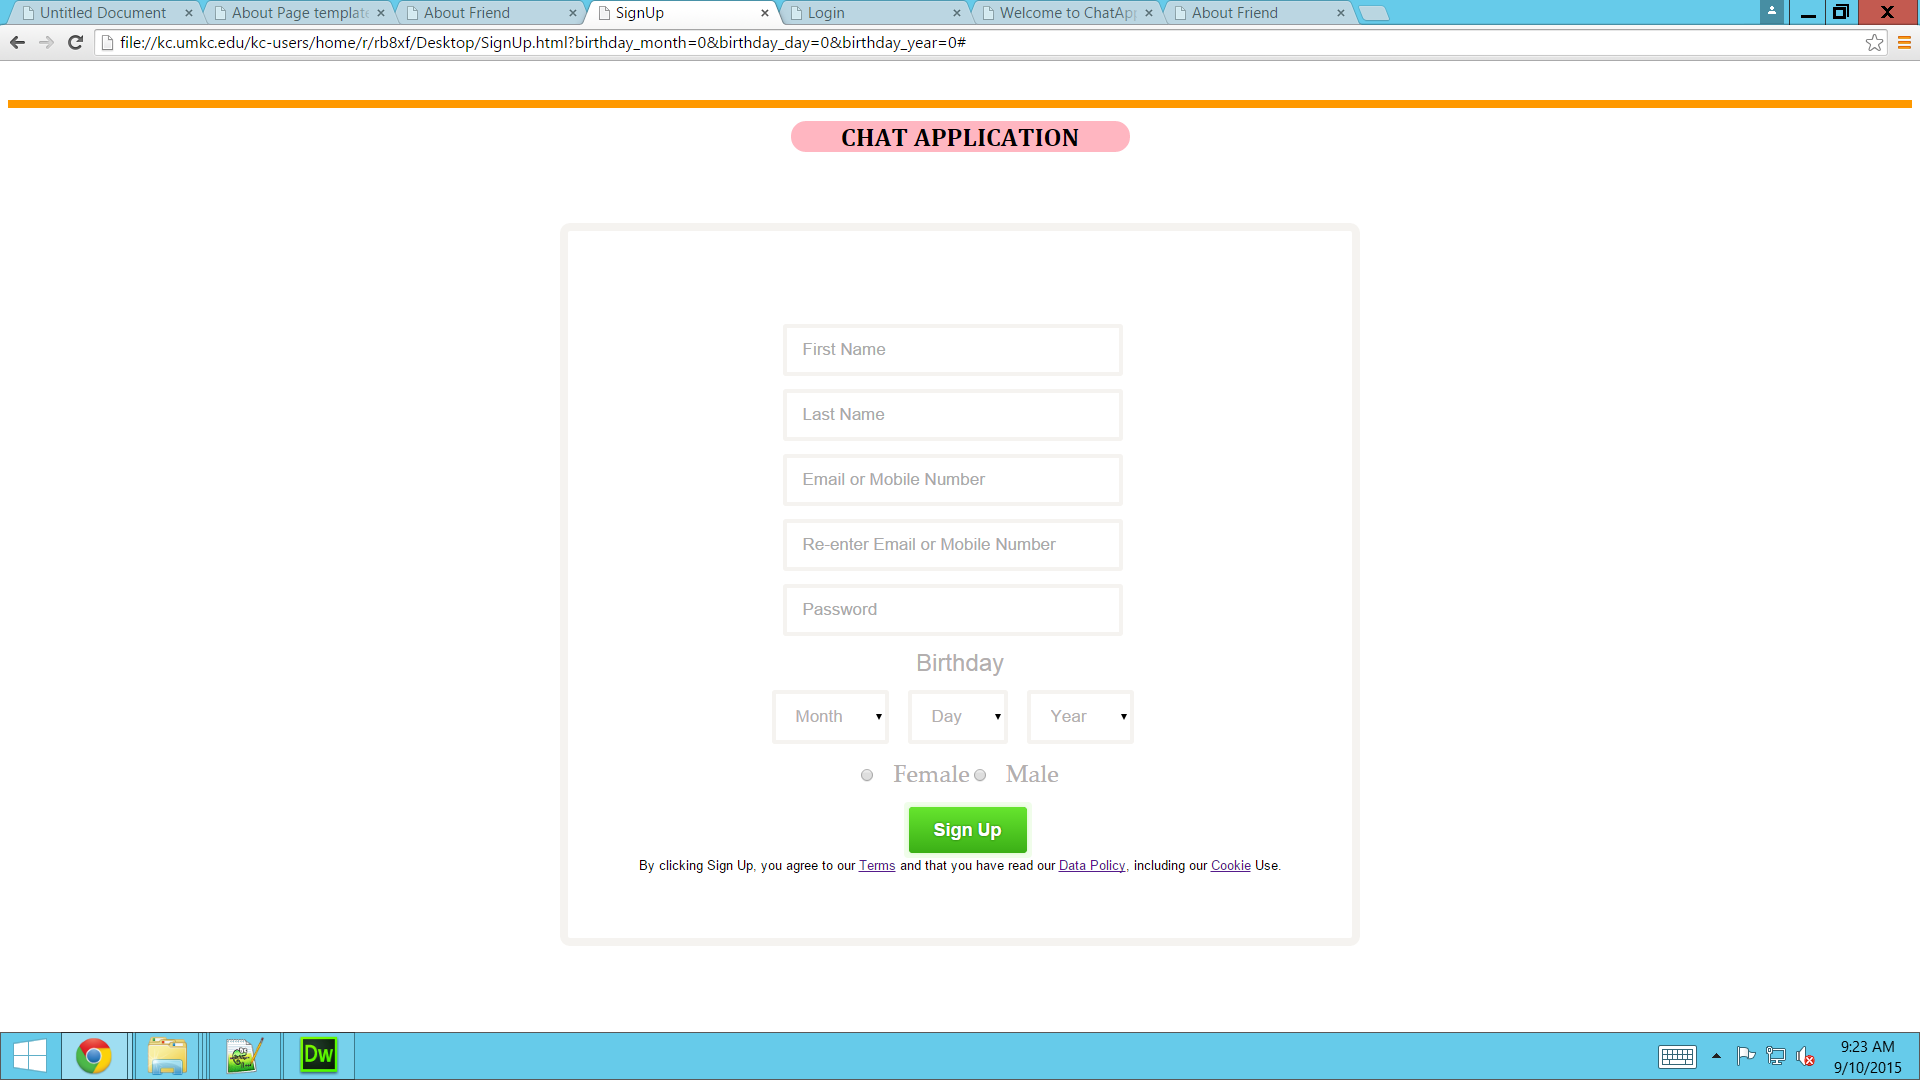 Untitled Document
About Page template
About Friend
SignUp
Login
Welcome to ChatAp
About Friend
file://kc.umkc.edu/kc-users/home/r/rb8xf/Desktop/SignUp.html?birthday_month=0&birthday_day=0&birthday_year=0#
CHAT APPLICATION
First Name
Last Name
Email or Mobile Number
Re-enter Email or Mobile Number
Password
Birthday
Month Day Year
Female Male
Sign Up
By clicking Sign Up, you agree to our Terms and that you have read our Data Policy, including our Cookie Use.
Dw
9:23 AM
9/10/2015